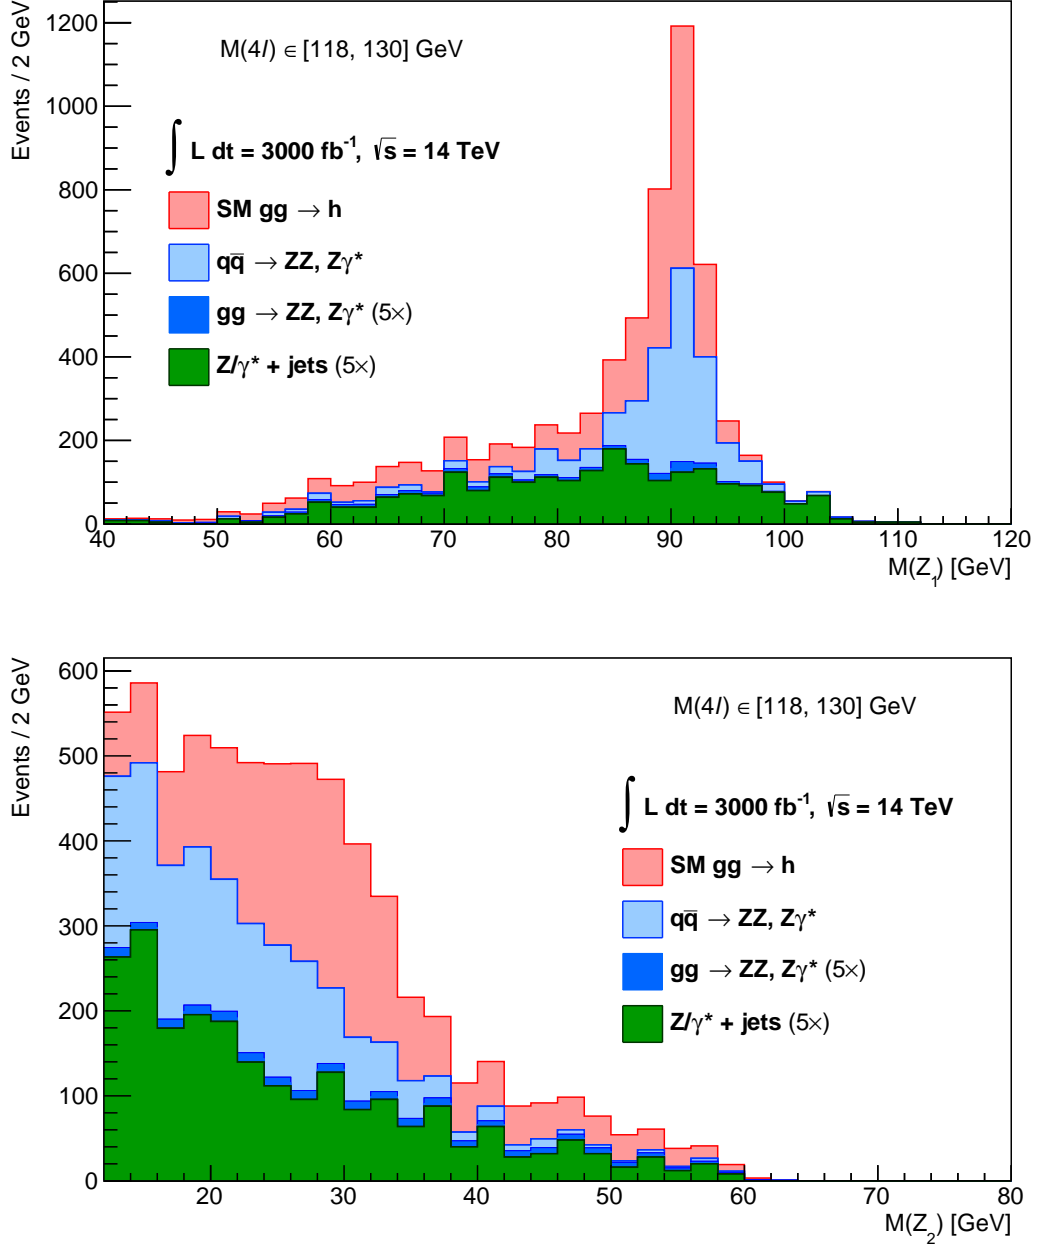 Events / 2 GeV
1200
1000
800
600
400
200
0
M(4l) ∈ [118, 130] GeV
∫ L dt = 3000 fb⁻¹, √s = 14 TeV
SM gg → h
qq̅ → ZZ, Zγ*
gg → ZZ, Zγ* (5×)
Z/γ* + jets (5×)
40 50 60 70 80 90 100 110 120
M(Z₁) [GeV]
Events / 2 GeV
600
500
400
300
200
100
0
M(4l) ∈ [118, 130] GeV
∫ L dt = 3000 fb⁻¹, √s = 14 TeV
SM gg → h
qq̅ → ZZ, Zγ*
gg → ZZ, Zγ* (5×)
Z/γ* + jets (5×)
20 30 40 50 60 70 80
M(Z₂) [GeV]